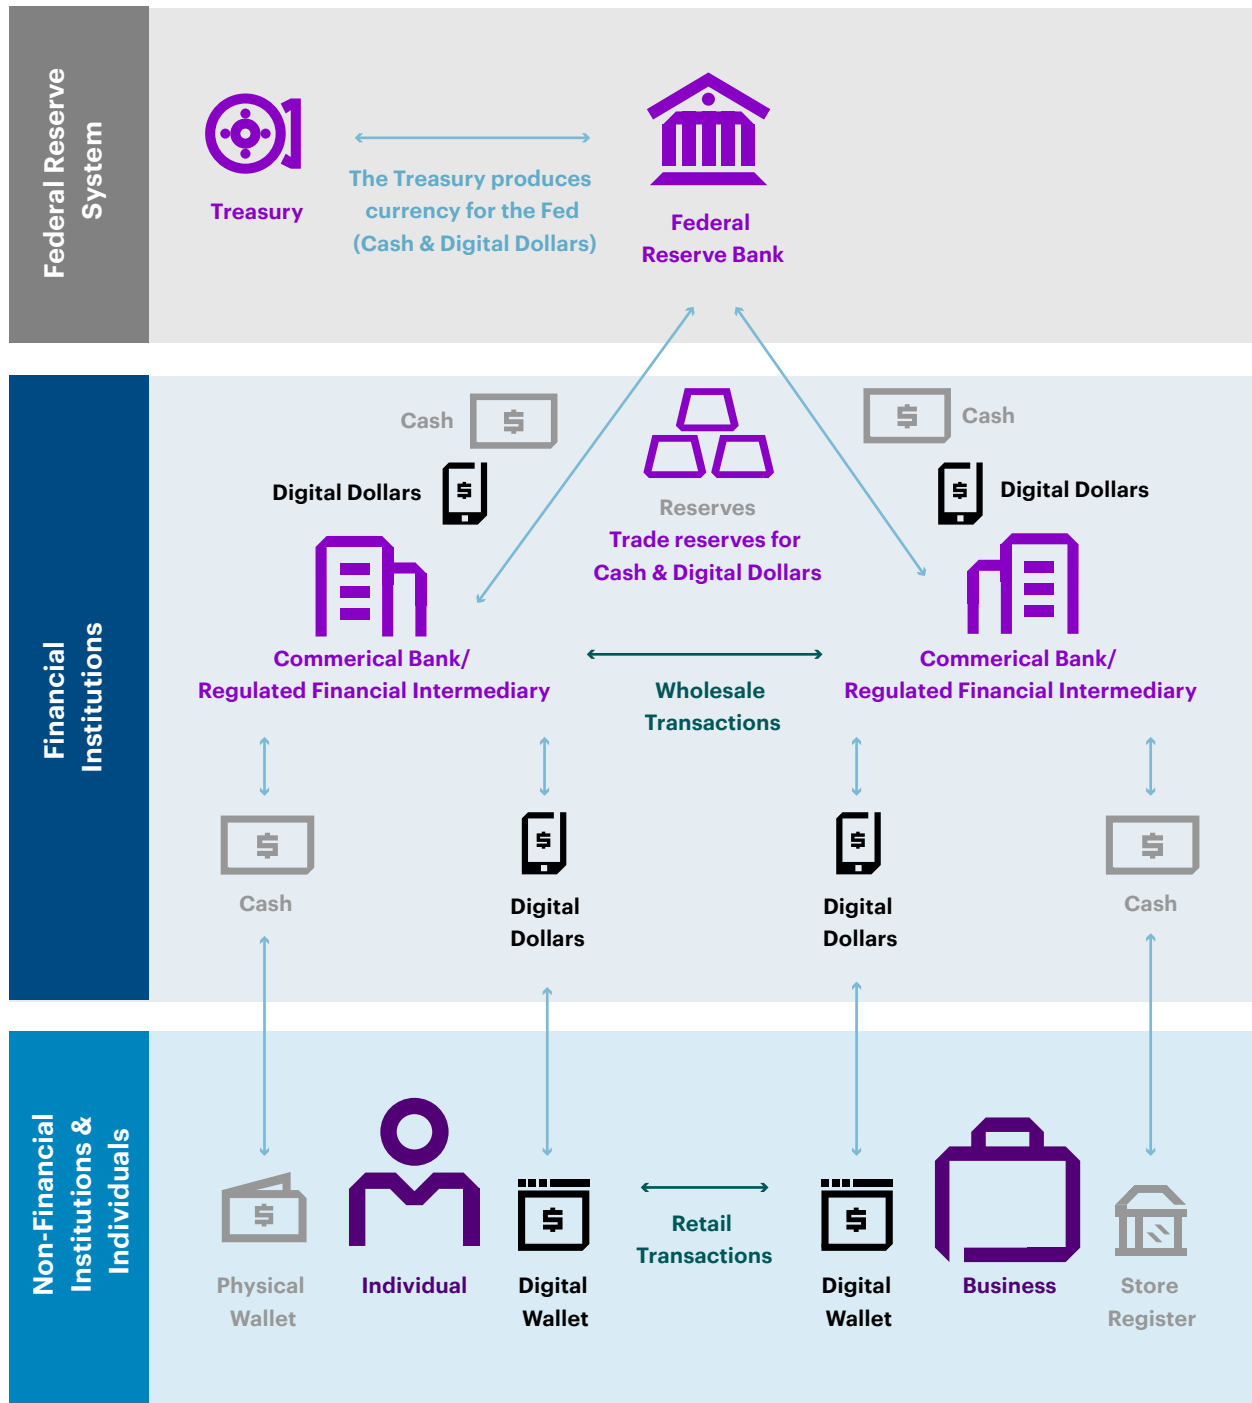 Federal Reserve
System
Treasury
The Treasury produces
currency for the Fed
(Cash & Digital Dollars)
Federal
Reserve Bank
Financial
Institutions
Cash
$
Digital Dollars
$
Reserves
Trade reserves for
Cash & Digital Dollars
$
Cash
$
Digital Dollars
Commerical Bank/
Regulated Financial Intermediary
Wholesale
Transactions
Commerical Bank/
Regulated Financial Intermediary
$
Cash
$
Digital
Dollars
$
Digital
Dollars
$
Cash
Non-Financial
Institutions &
Individuals
$
Physical
Wallet
Individual
$
Digital
Wallet
Retail
Transactions
$
Digital
Wallet
Business
Store
Register